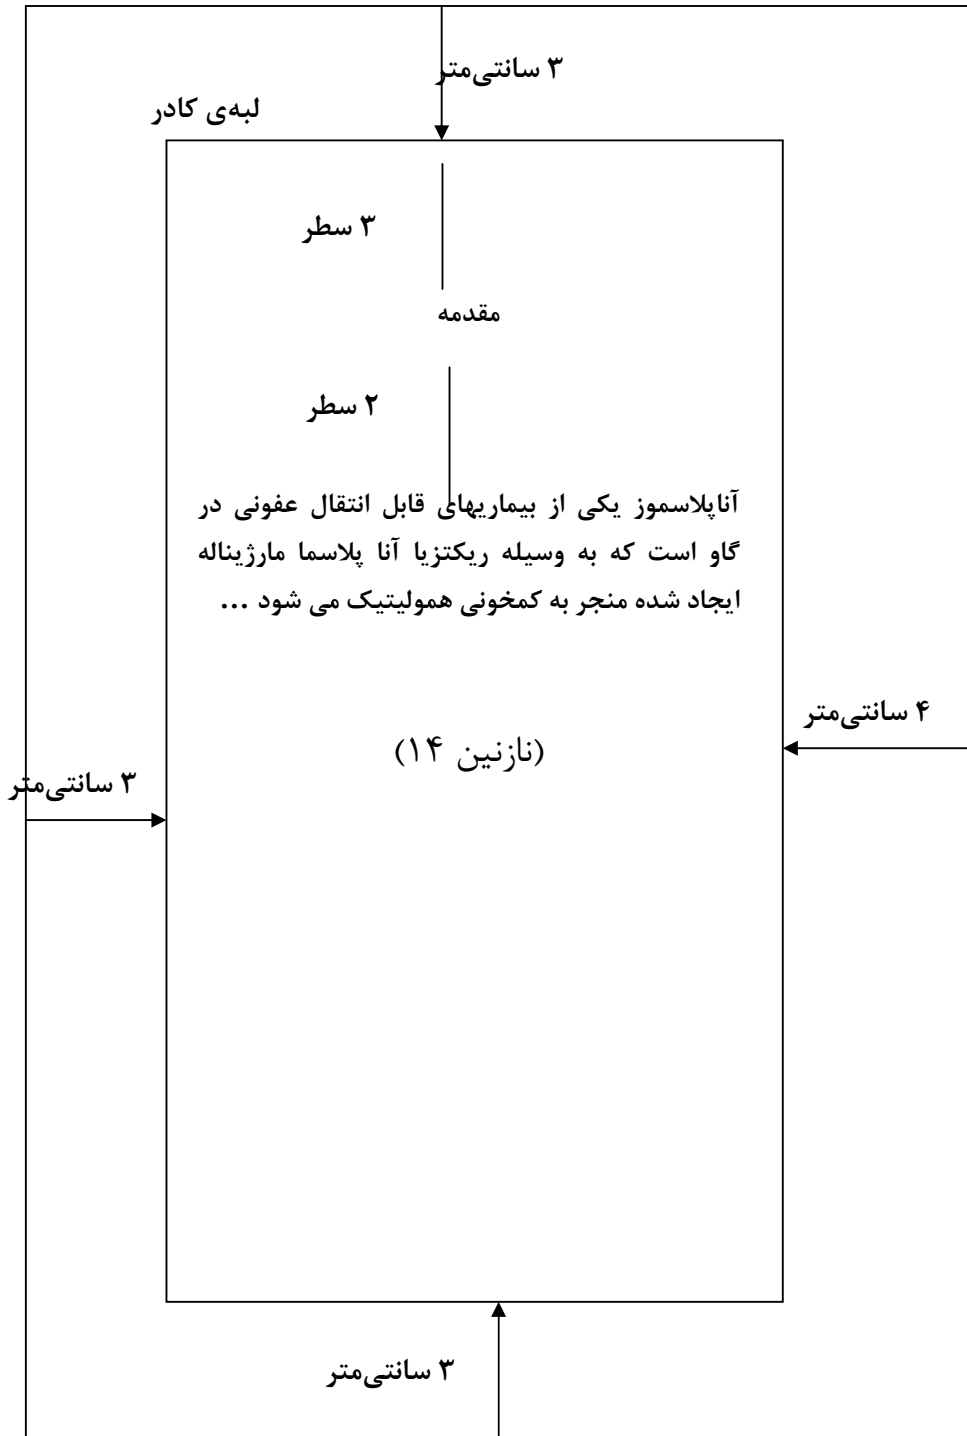 ۳ سانتی‌متر
لبه‌ی کادر
۳ سطر
مقدمه
۲ سطر
آناپلاسموز یکی از بیماریهای قابل انتقال عفونی در
گاو است که به وسیله ریکتزیا آنا پلاسما مارژیناله
ایجاد شده منجر به کمخونی همولیتیک می شود ...
۴ سانتی‌متر
(نازنین ۱۴)
۳ سانتی‌متر
۳ سانتی‌متر